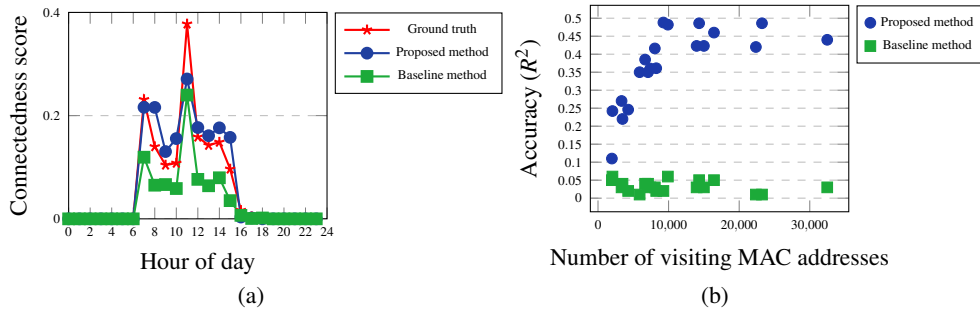 Connectedness score
0.4
0.2
0
0 2 4 6 8 10 12 14 16 18 20 22 24
Hour of day
Ground truth
Proposed method
Baseline method
(a)
Accuracy (R²)
0.5
0.45
0.4
0.35
0.3
0.25
0.2
0.15
0.1
0.05
0.05
0
0 10,000 20,000 30,000
Number of visiting MAC addresses
Proposed method
Baseline method
(b)